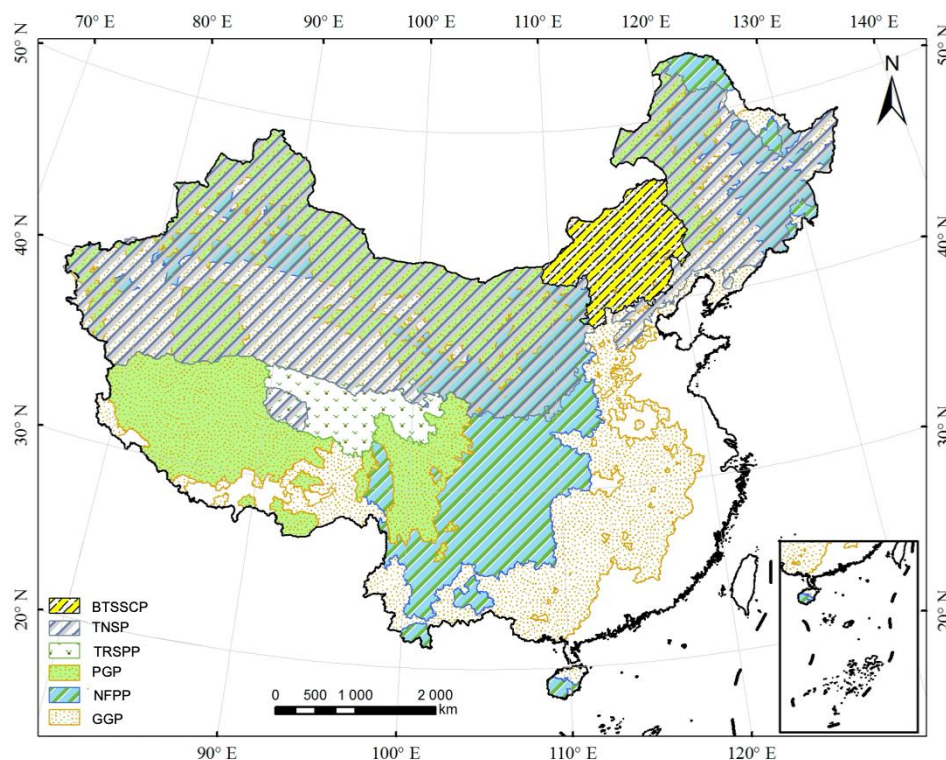 70° E 80° E 90° E 100° E 110° E 120° E 130° E 140° E
50° N 50° N
N
40° N 40° N
30° N 30° N
20° N 20° N
BTSSCP
TNSP
TRSPP
PGP
NFPP
GGP
0 500 1 000 2 000
km
90° E 100° E 110° E 120° E